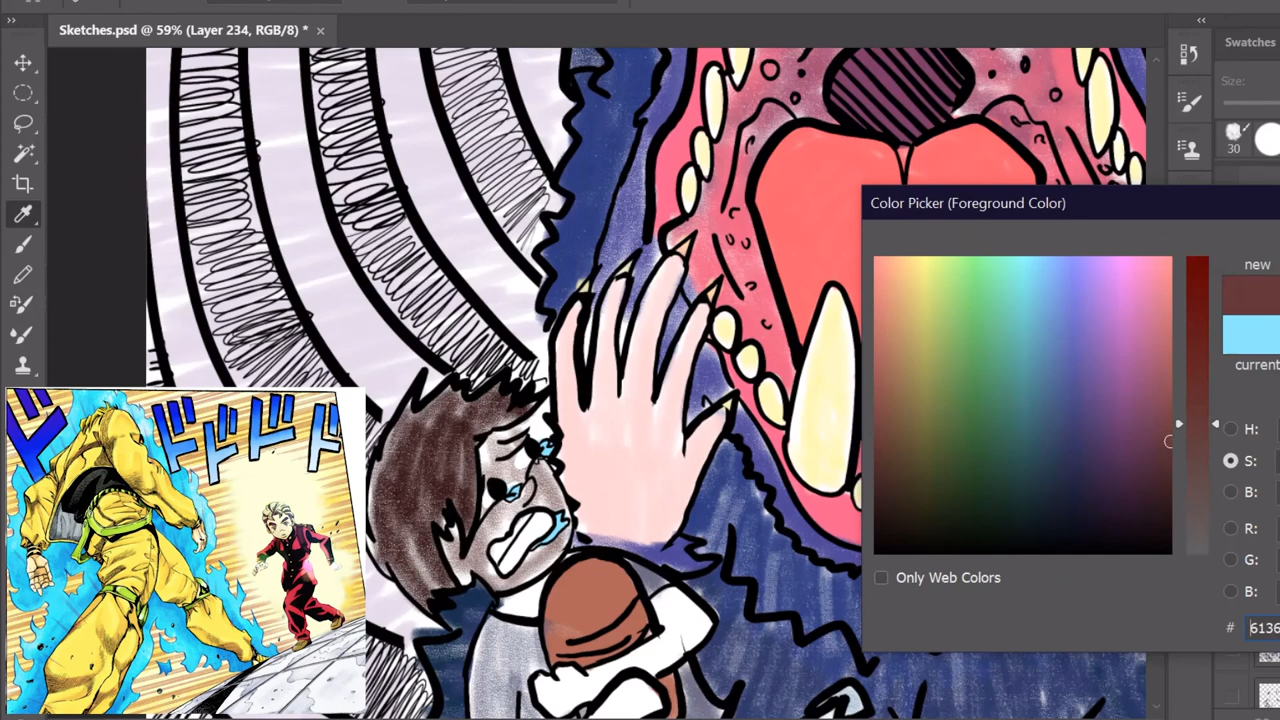 Sketches.psd @ 59% (Layer 234, RGB/8) *
Swatches
Size:
30
Color Picker (Foreground Color)
new
current
H:
S:
B:
R:
G:
B:
Only Web Colors
# 6136
ド ド ド ド ド